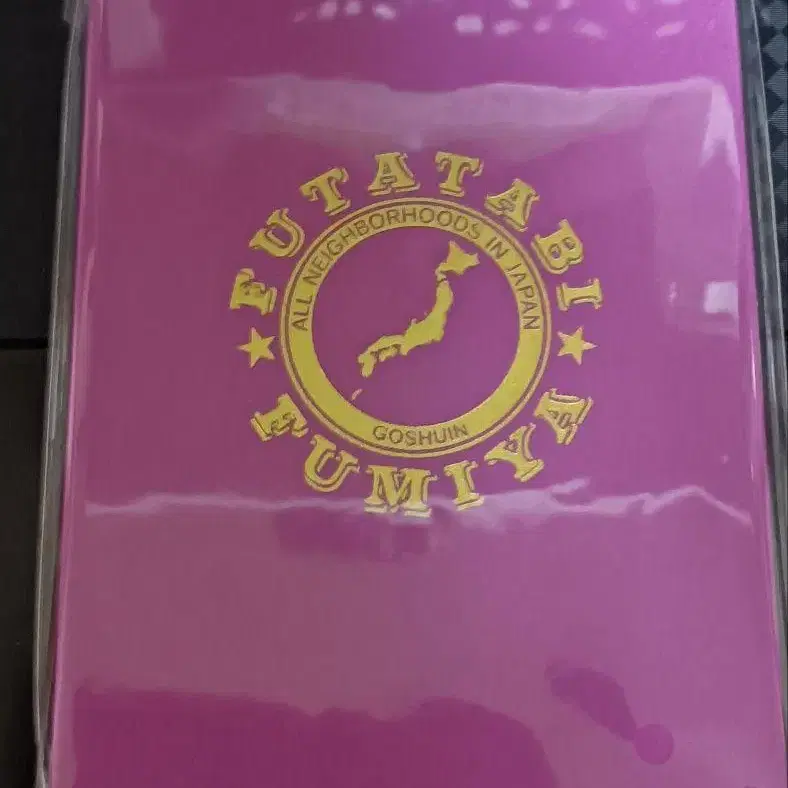 FUTATABI
ALL NEIGHBORHOODS IN JAPAN
GOSHUIN
FUMIYA